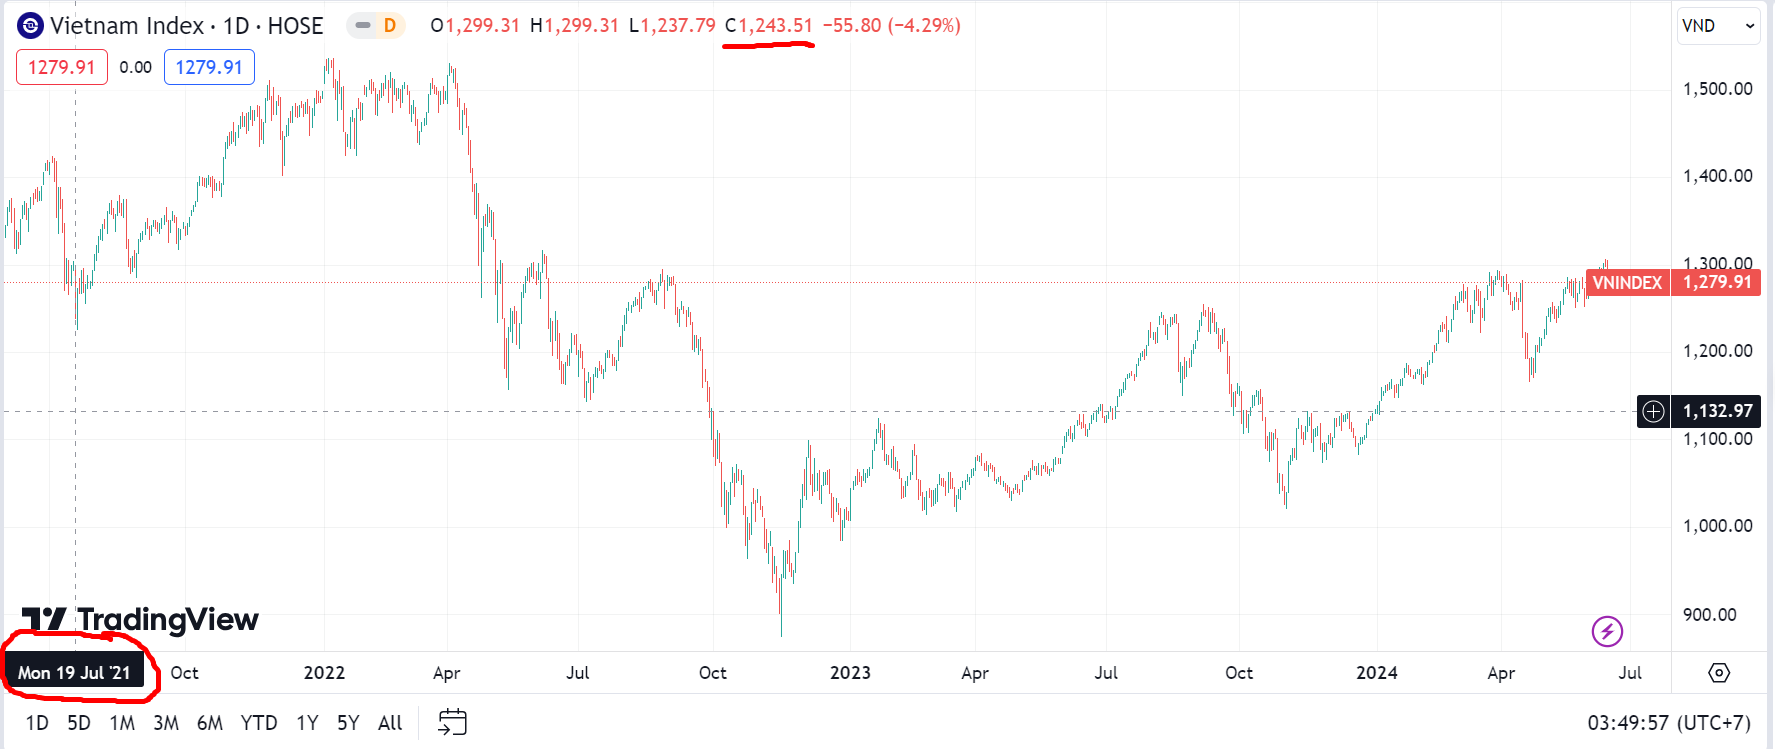 Vietnam Index · 1D · HOSE D O1,299.31 H1,299.31 L1,237.79 C1,243.51 −55.80 (−4.29%) VND
1279.91 0.00 1279.91
1,500.00
1,400.00
1,300.00
VNINDEX 1,279.91
1,200.00
1,132.97
1,100.00
1,000.00
900.00
TradingView
Mon 19 Jul '21 Oct 2022 Apr Jul Oct 2023 Apr Jul Oct 2024 Apr Jul
1D 5D 1M 3M 6M YTD 1Y 5Y All 03:49:57 (UTC+7)